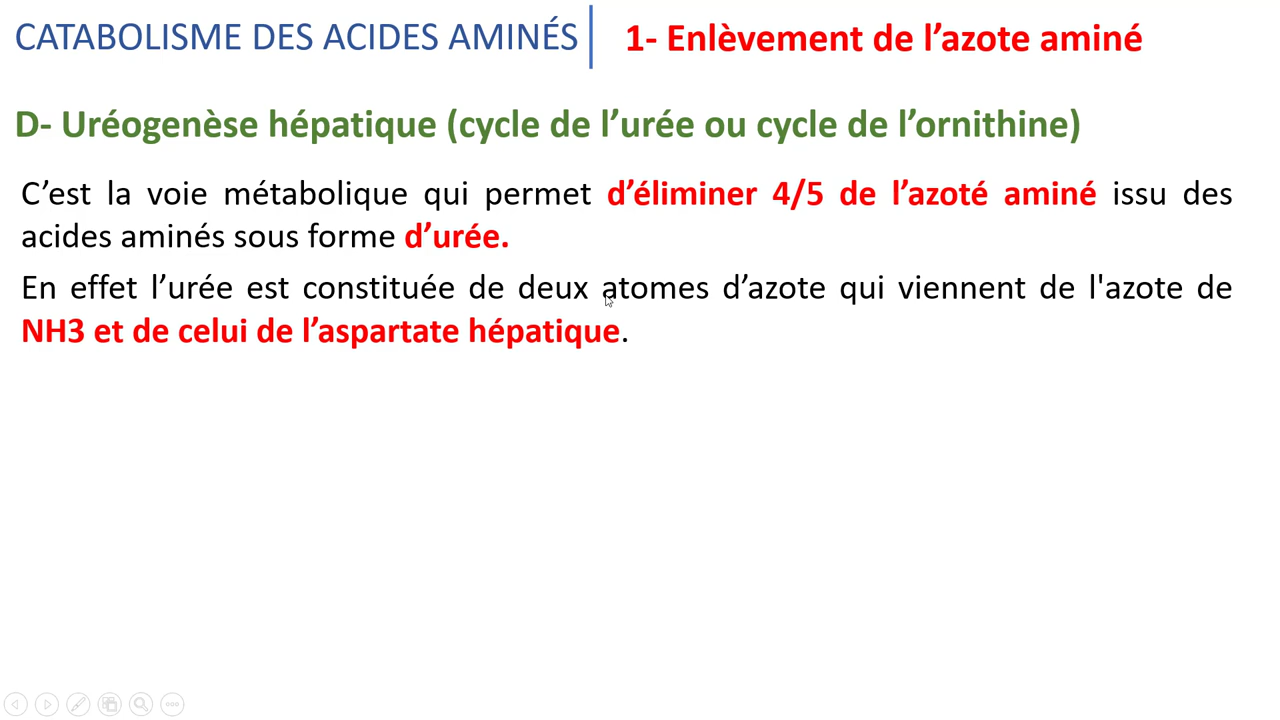 CATABOLISME DES ACIDES AMINÉS
1- Enlèvement de l’azote aminé
D- Uréogenèse hépatique (cycle de l’urée ou cycle de l’ornithine)
C’est la voie métabolique qui permet d’éliminer 4/5 de l’azoté aminé issu des
acides aminés sous forme d’urée.
En effet l’urée est constituée de deux atomes d’azote qui viennent de l'azote de
NH3 et de celui de l’aspartate hépatique.